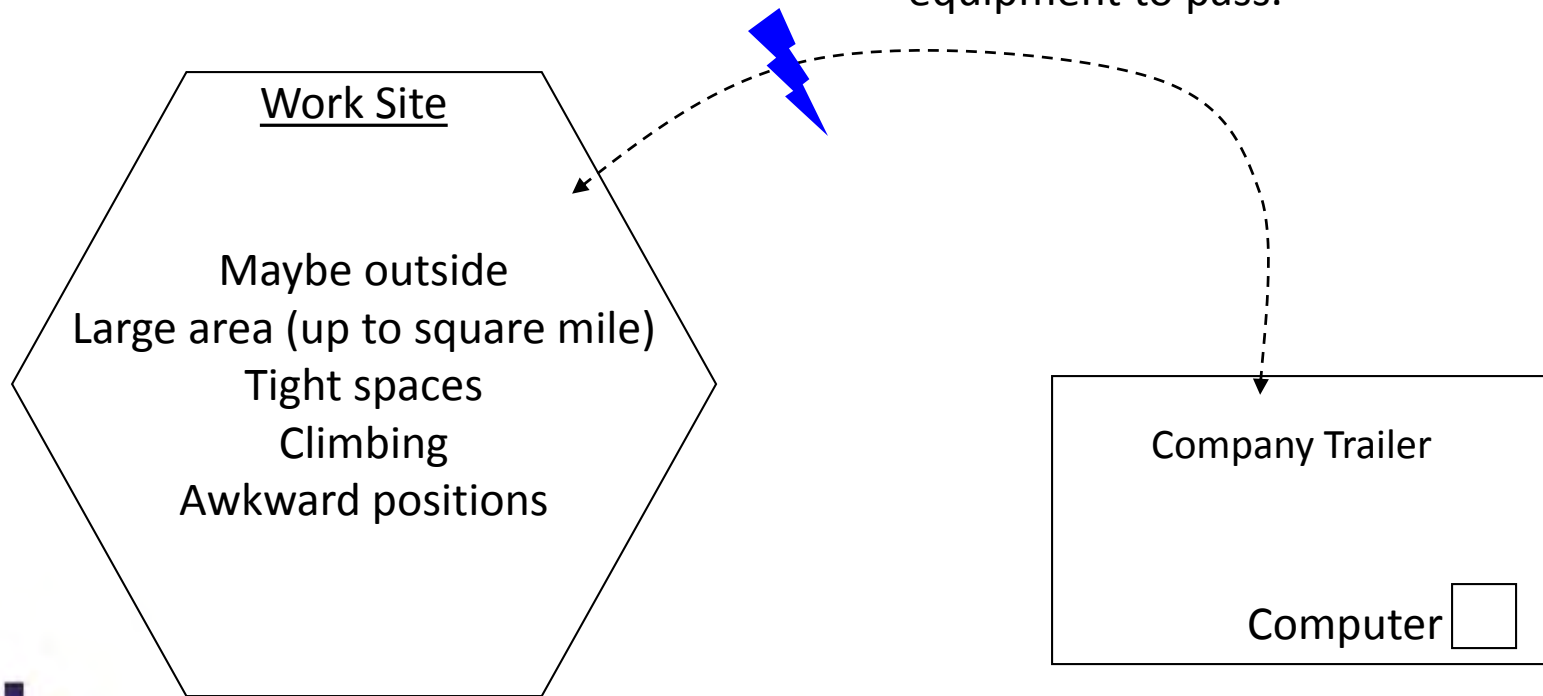 equipment to pass.
Work Site
Maybe outside
Large area (up to square mile)
Tight spaces
Climbing
Awkward positions
Company Trailer
Computer